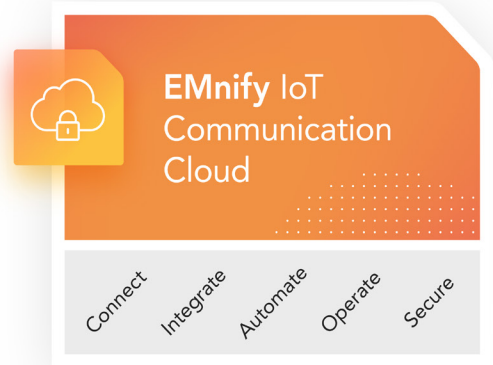 EMnify IoT
Communication
Cloud
Connect
Integrate
Automate
Operate
Secure